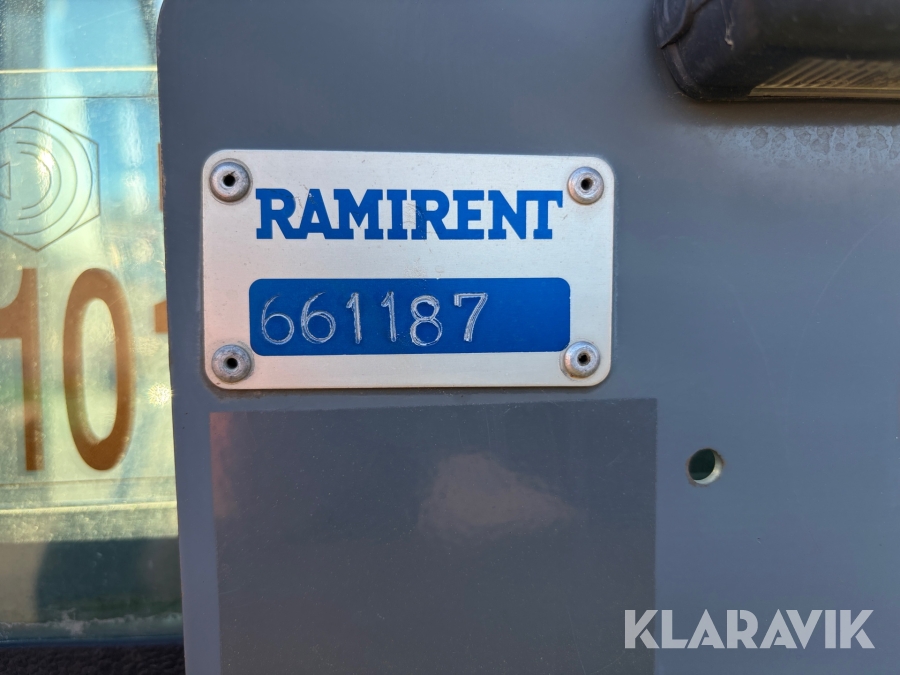 RAMIRENT
661187
101
KLARAVIK